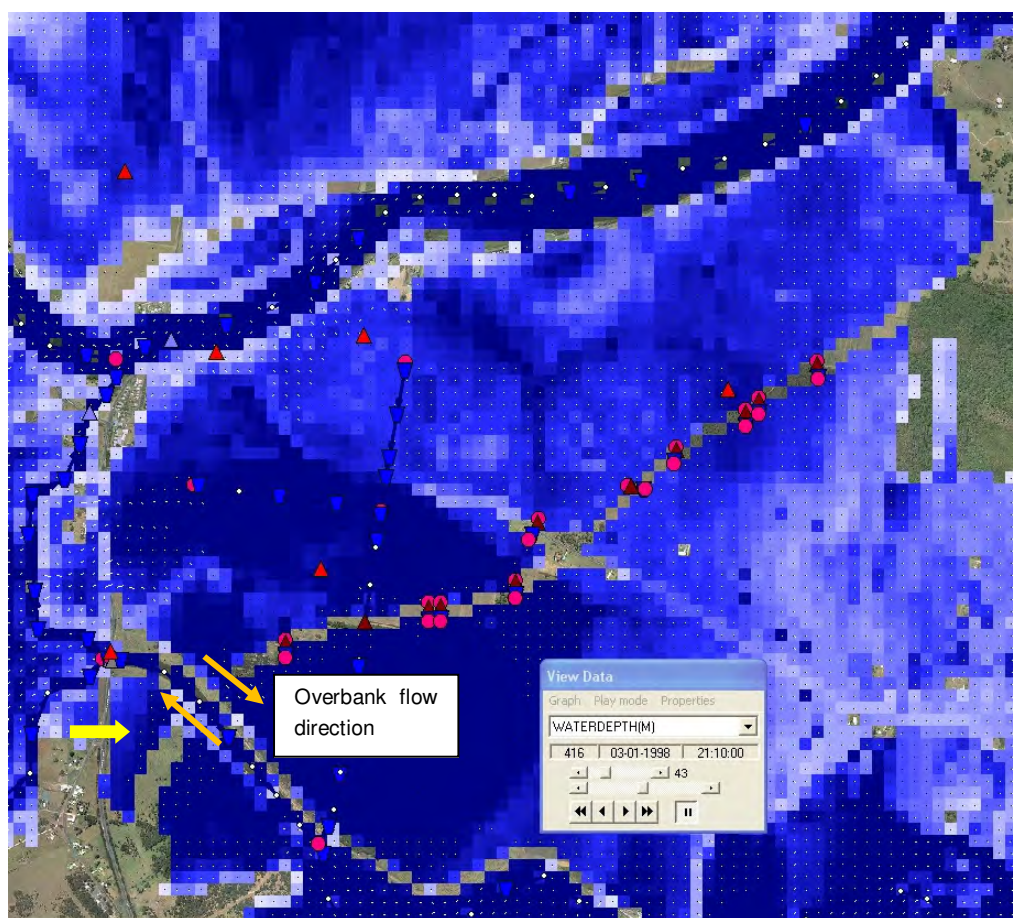 Overbank flow
direction
View Data
Graph Play mode Properties
WATERDEPTH(M)
416 03-01-1998 21:10:00
43